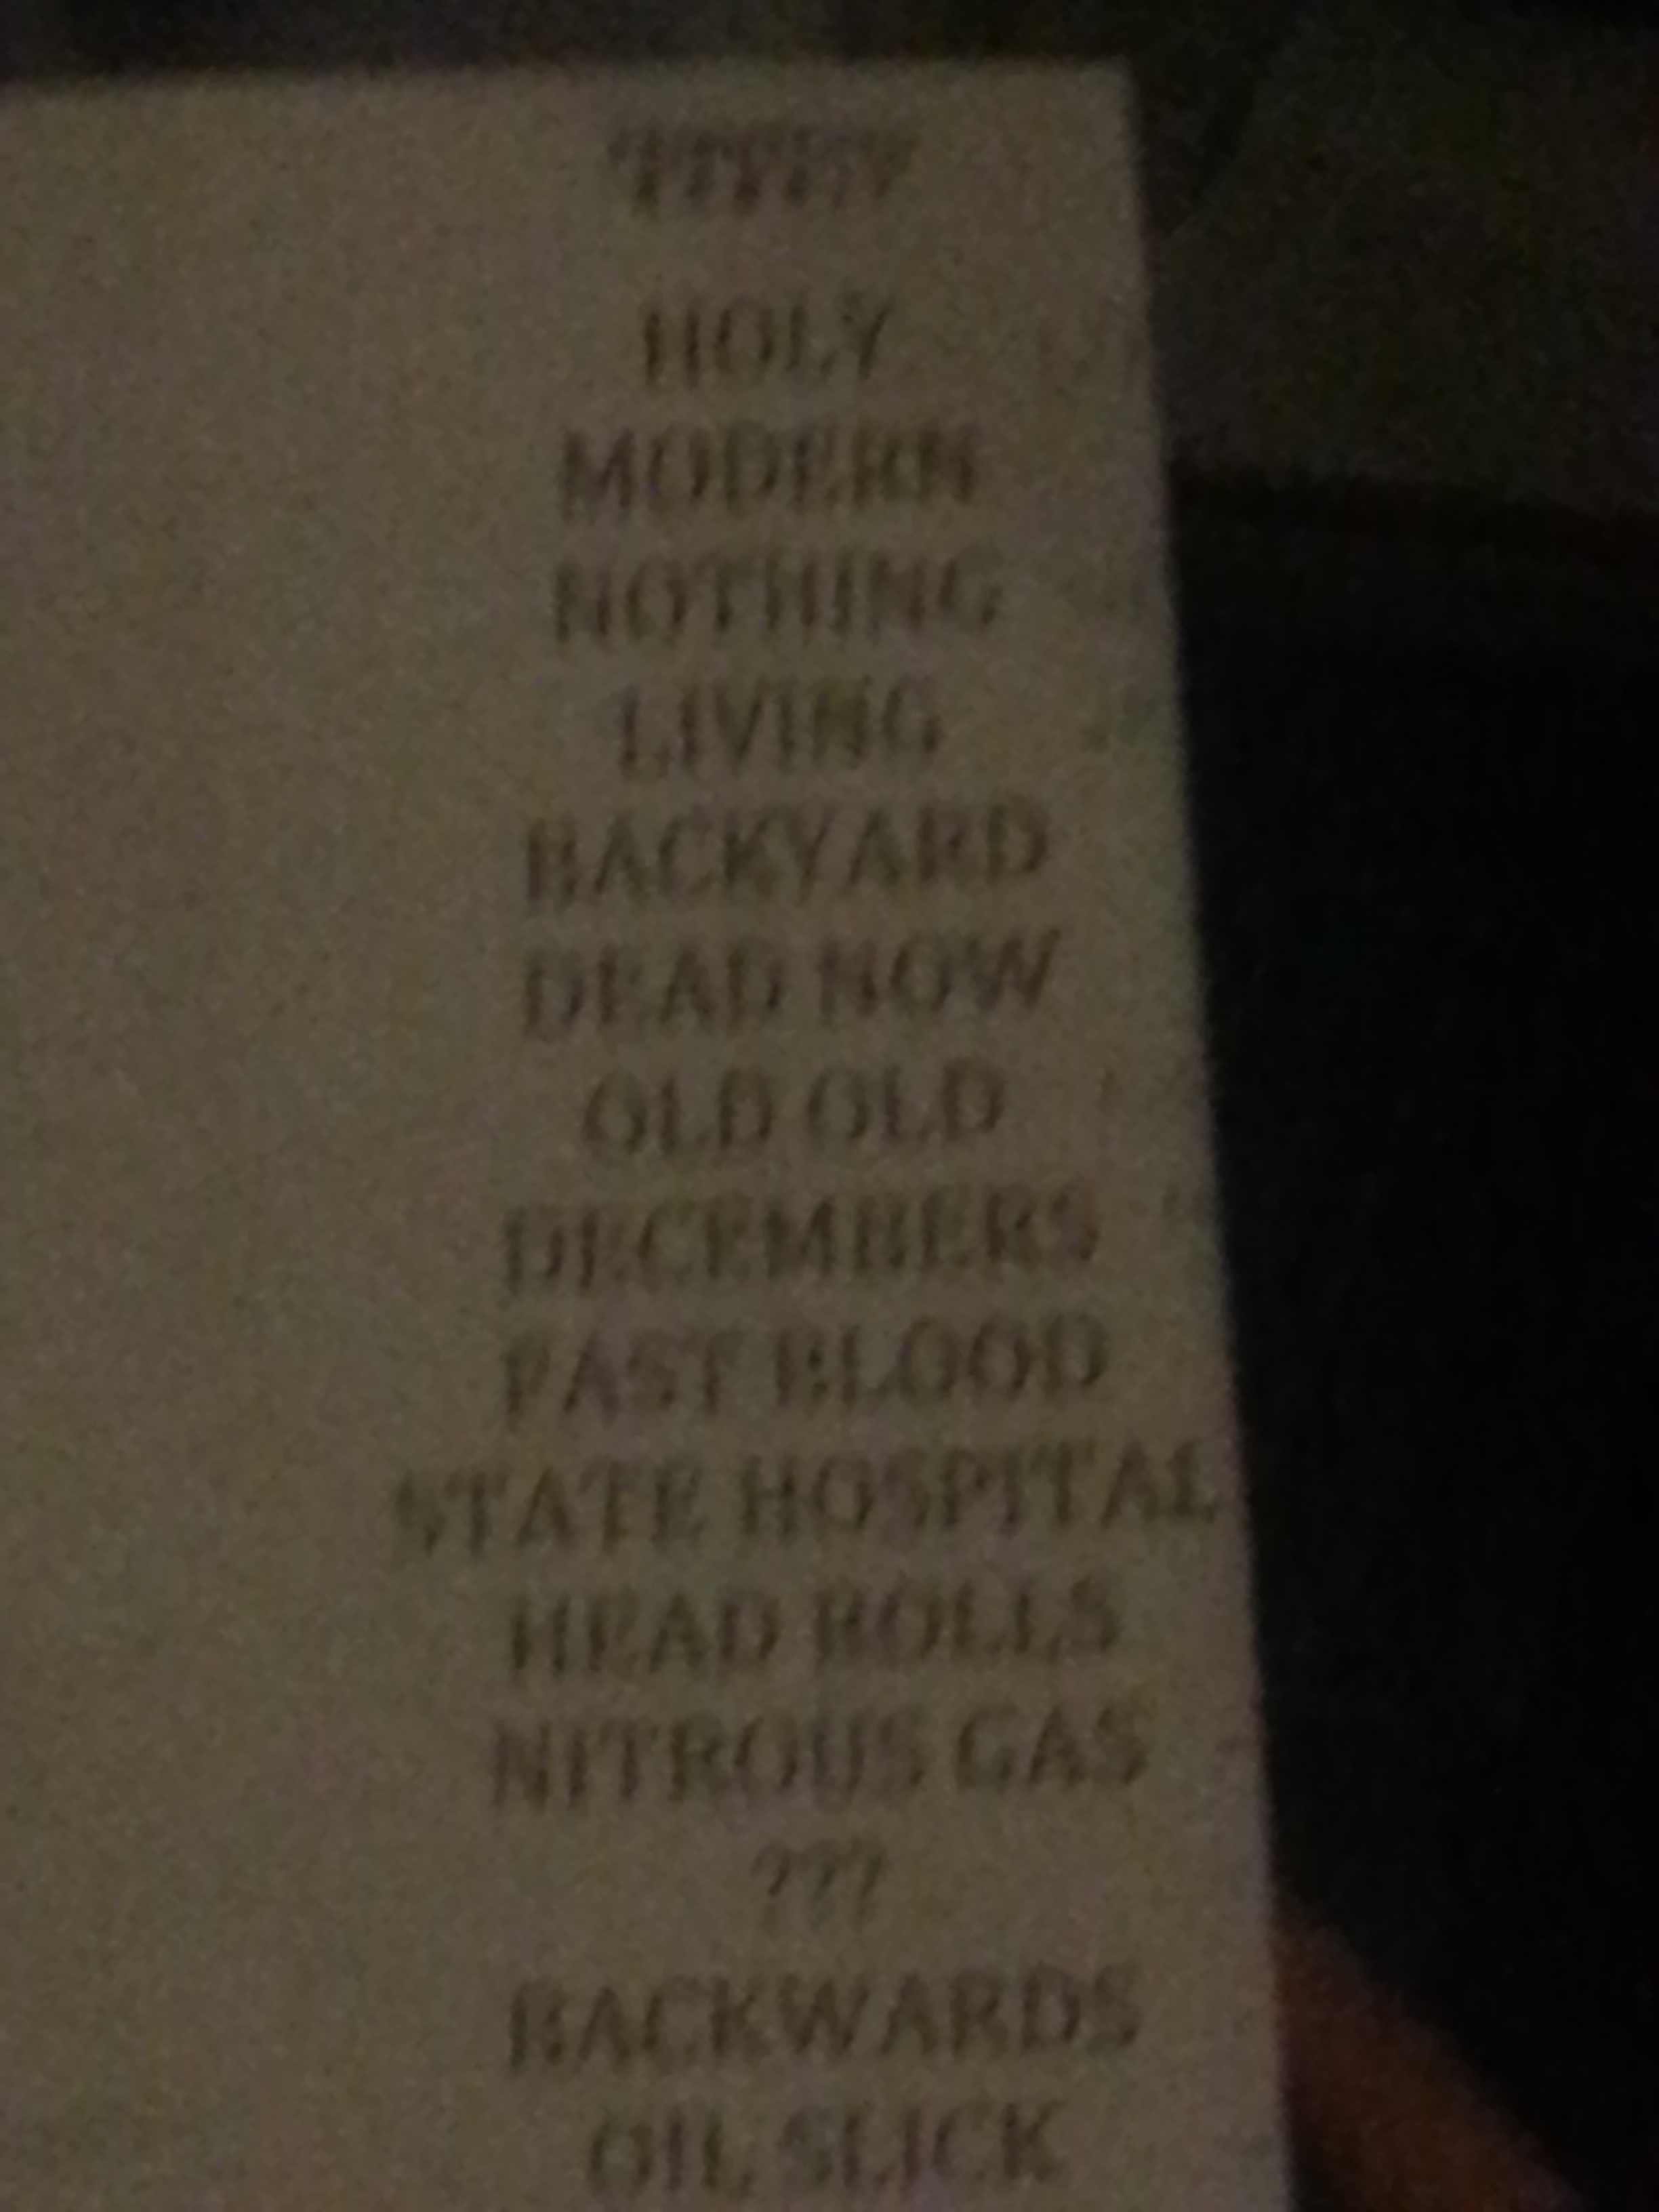 HOLY
MODERN
NOTHING
LIVING
BACKYARD
DEAD NOW
OLD OLD
DECEMBERS
FAST BLOOD
STATE HOSPITAL
HEAD ROLLS
NITROUS GAS
???
BACKWARDS
OIL SLICK